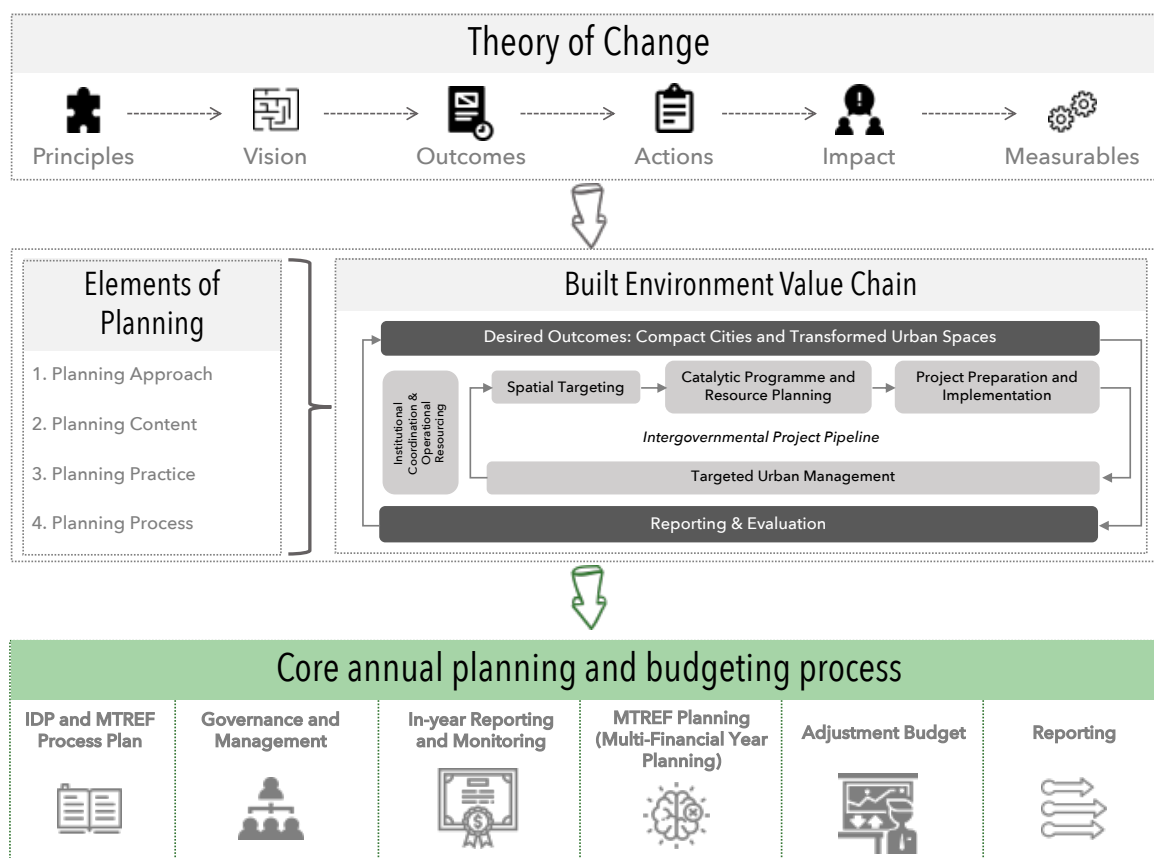 Theory of Change
Principles
Vision
Outcomes
Actions
Impact
Measurables
Elements of
Planning
1. Planning Approach
2. Planning Content
3. Planning Practice
4. Planning Process
Built Environment Value Chain
Desired Outcomes: Compact Cities and Transformed Urban Spaces
Institutional
Coordination &
Operational
Resourcing
Spatial Targeting
Catalytic Programme and
Resource Planning
Project Preparation and
Implementation
Intergovernmental Project Pipeline
Targeted Urban Management
Reporting & Evaluation
Core annual planning and budgeting process
IDP and MTREF
Process Plan
Governance and
Management
In-year Reporting
and Monitoring
MTREF Planning
(Multi-Financial Year
Planning)
Adjustment Budget
Reporting